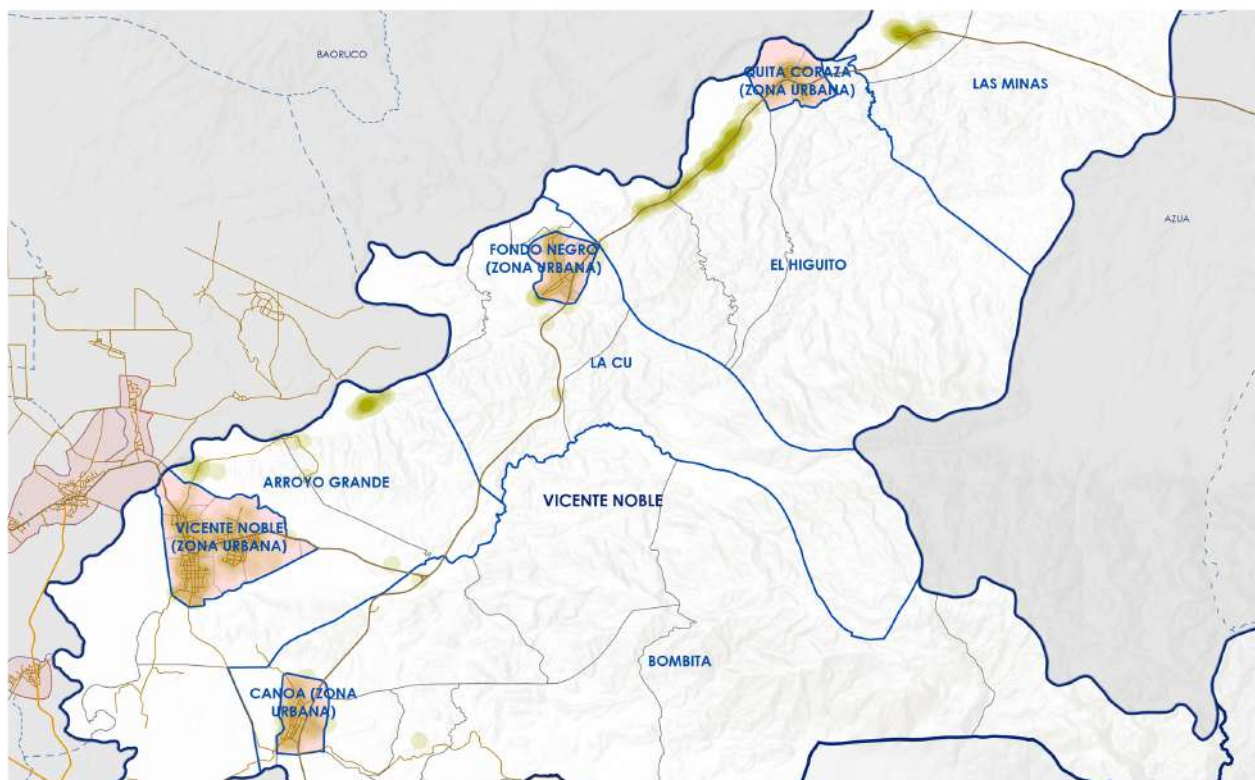 BAORUCO
QUITA CORAZA
(ZONA URBANA)
LAS MINAS
AZUA
FONDO NEGRO
(ZONA URBANA)
EL HIGUITO
LA CU
ARROYO GRANDE
VICENTE NOBLE
VICENTE NOBLE
(ZONA URBANA)
BOMBITA
CANOA (ZONA
URBANA)